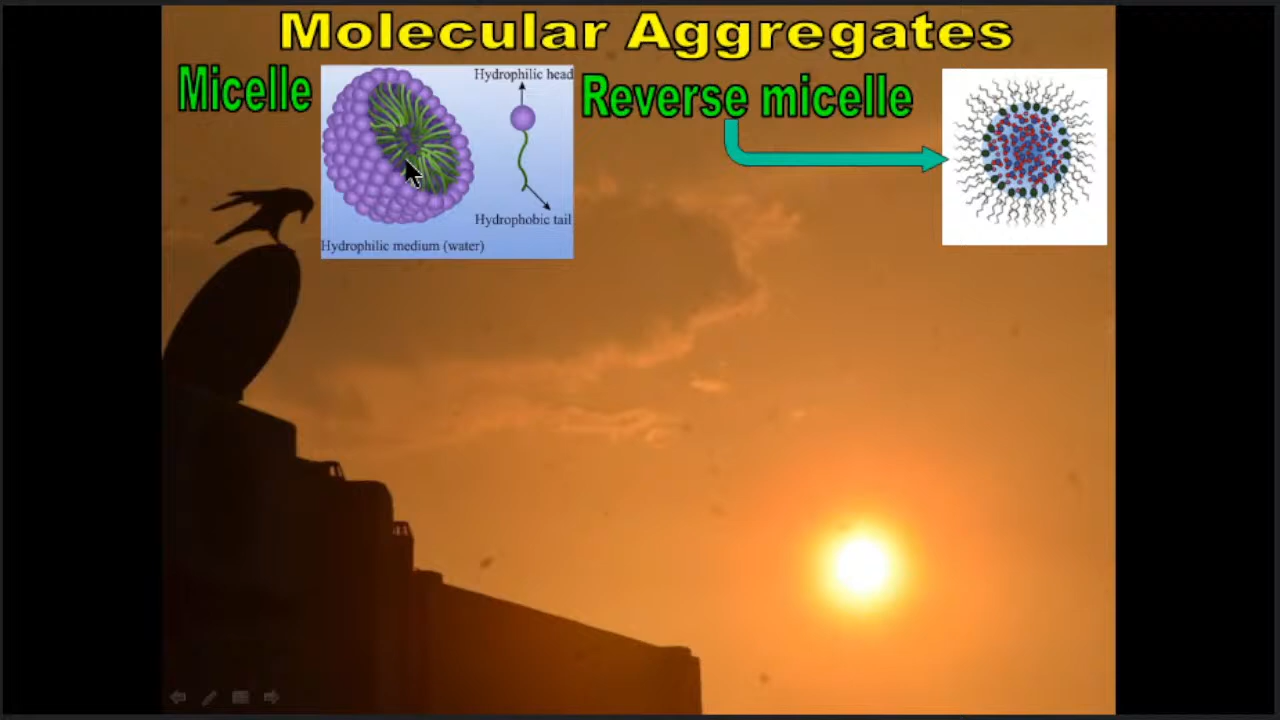 Molecular Aggregates
Micelle
Hydrophilic head
Hydrophobic tail
Hydrophilic medium (water)
Reverse micelle